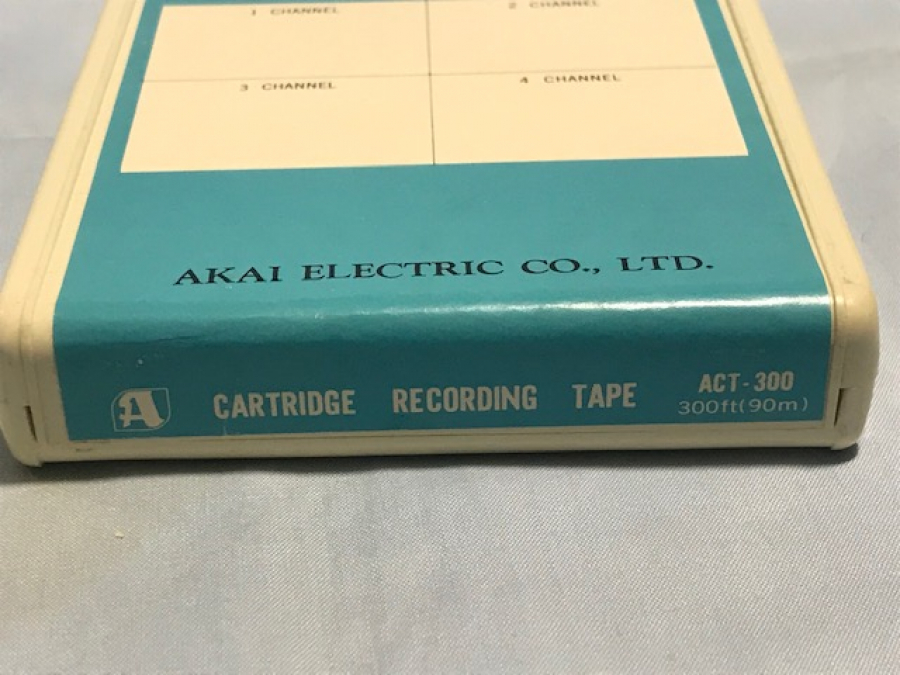 1 CHANNEL 2 CHANNEL
3 CHANNEL 4 CHANNEL
AKAI ELECTRIC CO., LTD.
A CARTRIDGE RECORDING TAPE ACT-300
300ft(90m)